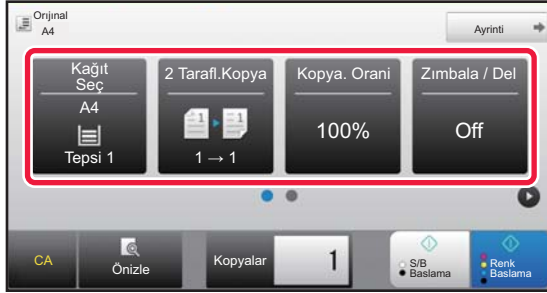 Orıjınal
A4
Ayrinti
Kağıt
Seç
A4
Tepsi 1
2 Tarafl.Kopya
1 → 1
Kopya. Orani
100%
Zımbala / Del
Off
CA
Önizle
Kopyalar
1
S/B
Baslama
Renk
Baslama